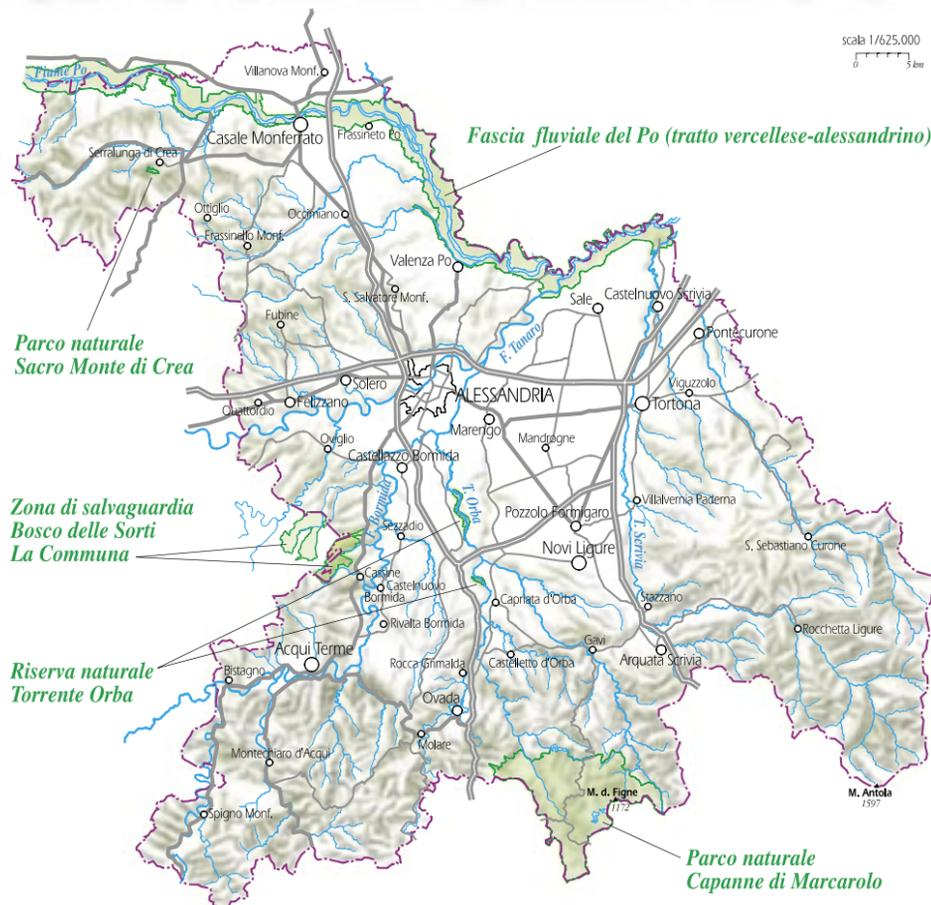 scala 1/625.000
0 5 km
Villanova Monf.
Fiume Po
Casale Monferrato
Frassineto Po
Fascia fluviale del Po (tratto vercellese-alessandrino)
Serralunga di Crea
Ottiglio
Occimiano
Frassinello Monf.
Valenza Po
S. Salvatore Monf.
Sale
Castelnuovo Scrivia
Fubine
F. Tanaro
Pontecurone
Parco naturale
Sacro Monte di Crea
Solero
Viguzzolo
Quattordio
Felizzano
ALESSANDRIA
Tortona
Marengo
Mandrogne
Oviglio
Castellazzo Bormida
F. Bormida
T. Orba
Villalvernia Paderna
Zona di salvaguardia
Bosco delle Sorti
La Communa
Sezzadio
Pozzolo Formigaro
T. Scrivia
Novi Ligure
S. Sebastiano Curone
Cassine
Castelnuovo
Bormida
Capriata d'Orba
Stazzano
Rivalta Bormida
Rocchetta Ligure
Gavi
Acqui Terme
Riserva naturale
Torrente Orba
Bistagno
Rocca Grimalda
Castelletto d'Orba
Arquata Scrivia
Ovada
Molare
Montechiaro d'Acqui
M. d. Figne
1172
M. Antola
1597
Spigno Monf.
Parco naturale
Capanne di Marcarolo